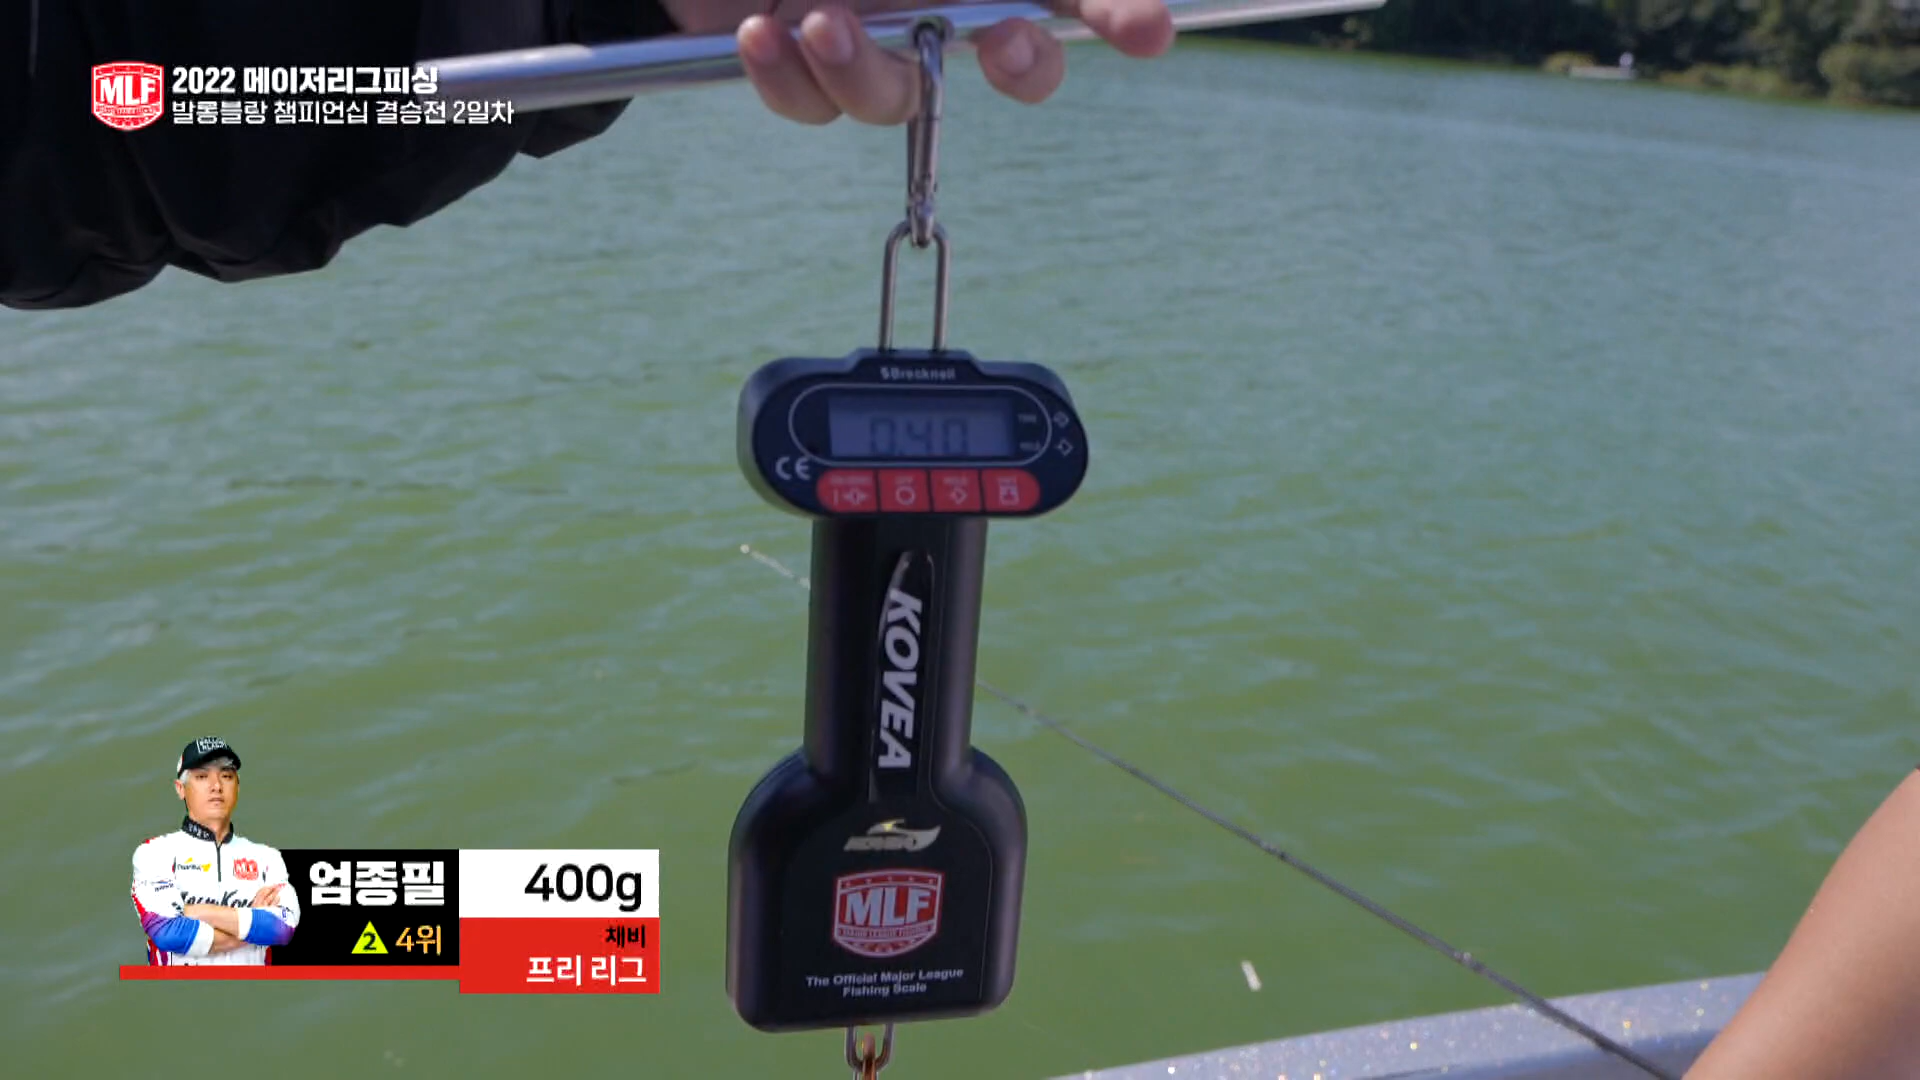 MLF
2022 메이저리그피싱
발롱블랑 챔피언십 결승전 2일차
Brecknell
0.40
CE
KOVEA
MLF
The Official Major League
Fishing Scale
MLF
엄종필
400g
2 4위
채비
프리 리그